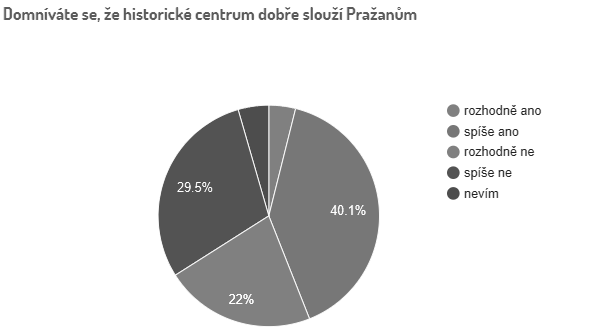 Domníváte se, že historické centrum dobře slouží Pražanům
rozhodně ano
spíše ano
rozhodně ne
spíše ne
nevím
29.5%
40.1%
22%